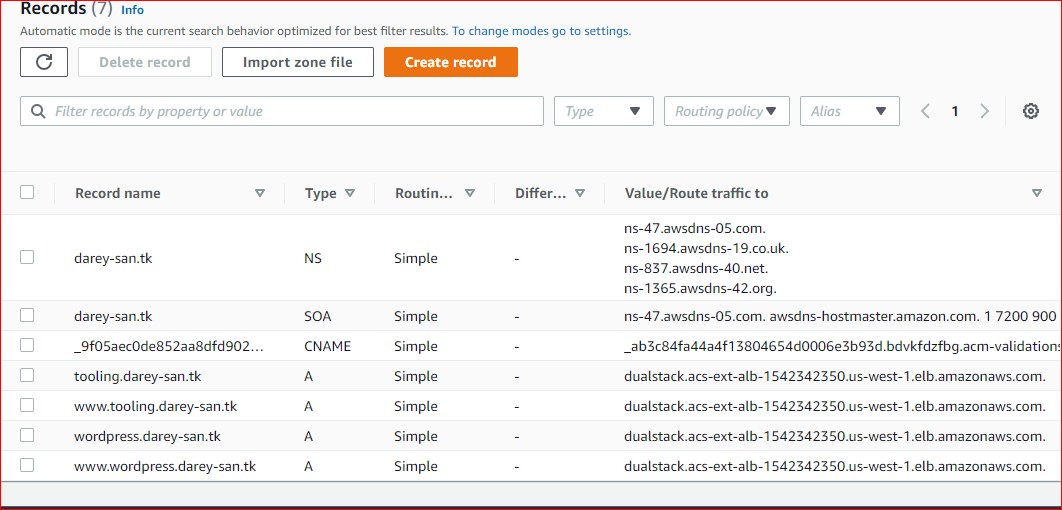 Records (7) Info
Automatic mode is the current search behavior optimized for best filter results. To change modes go to settings.
Delete record Import zone file Create record
Filter records by property or value Type Routing policy Alias 1
Record name Type Routin... Differ... Value/Route traffic to
ns-47.awsdns-05.com.
ns-1694.awsdns-19.co.uk.
darey-san.tk NS Simple -
ns-837.awsdns-40.net.
ns-1365.awsdns-42.org.
darey-san.tk SOA Simple - ns-47.awsdns-05.com. awsdns-hostmaster.amazon.com. 1 7200 900
_9f05aec0de852aa8dfd902... CNAME Simple - _ab3c84fa44a4f13804654d0006e3b93d.bdvkfdzfbg.acm-validations
tooling.darey-san.tk A Simple - dualstack.acs-ext-alb-1542342350.us-west-1.elb.amazonaws.com.
www.tooling.darey-san.tk A Simple - dualstack.acs-ext-alb-1542342350.us-west-1.elb.amazonaws.com.
wordpress.darey-san.tk A Simple - dualstack.acs-ext-alb-1542342350.us-west-1.elb.amazonaws.com.
www.wordpress.darey-san.tk A Simple - dualstack.acs-ext-alb-1542342350.us-west-1.elb.amazonaws.com.